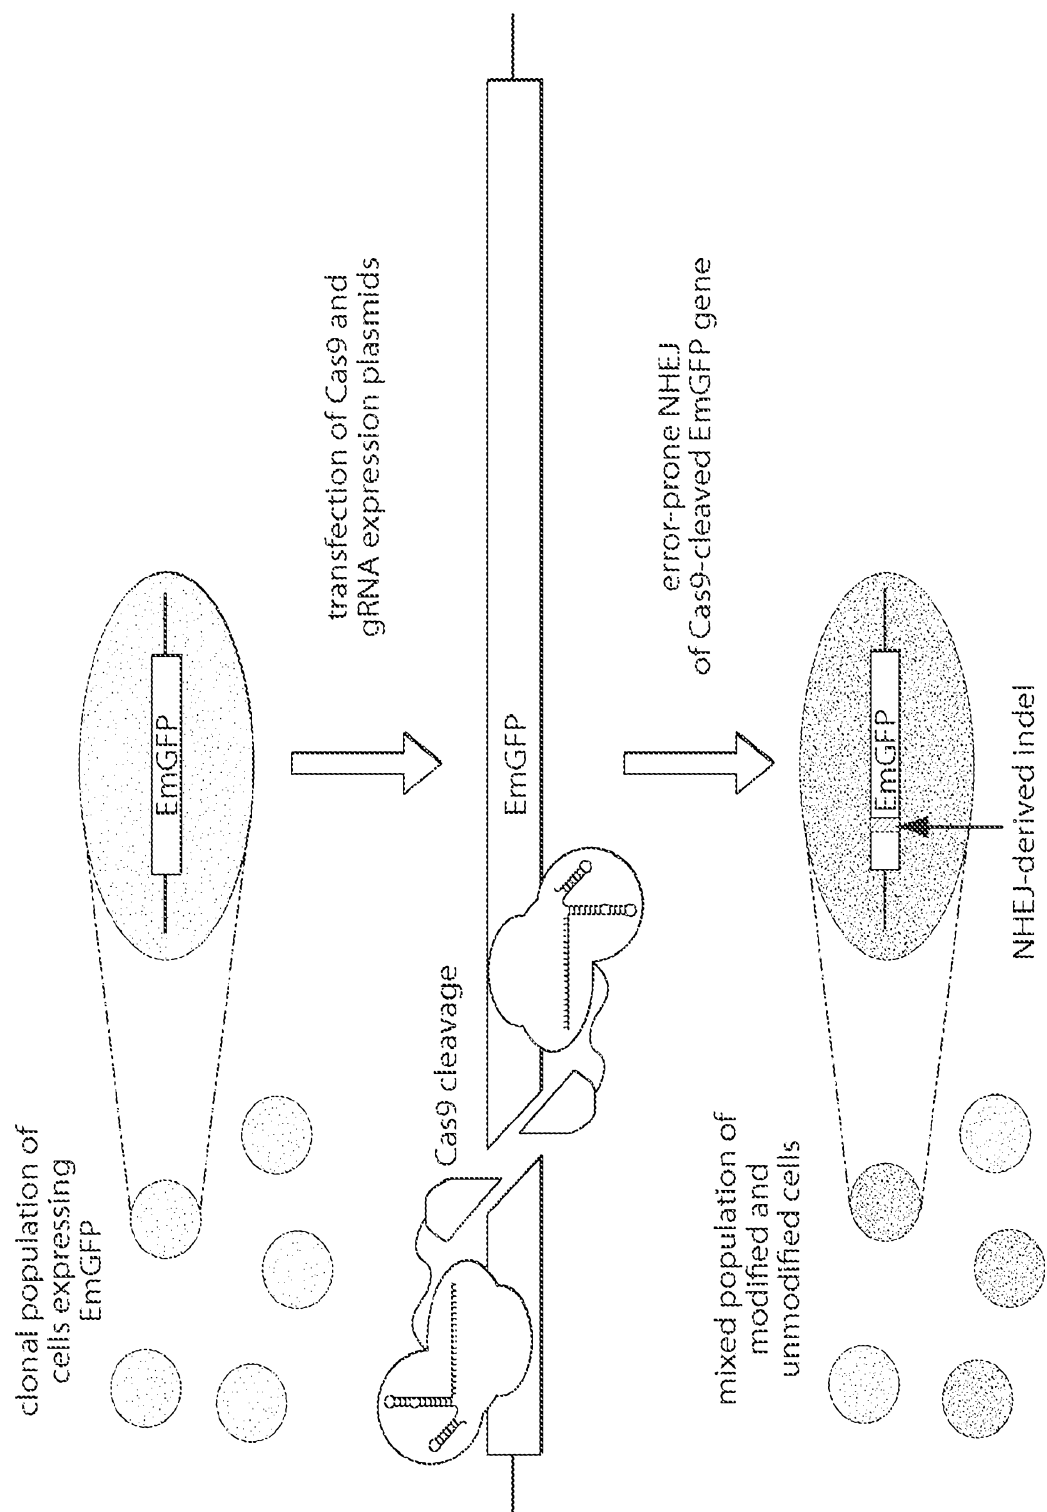 clonal population of
cells expressing
EmGFP
EmGFP
transfection of Cas9 and
gRNA expression plasmids
Cas9 cleavage
EmGFP
error-prone NHEJ
of Cas9-cleaved EmGFP gene
mixed population of
modified and
unmodified cells
EmGFP
NHEJ-derived indel